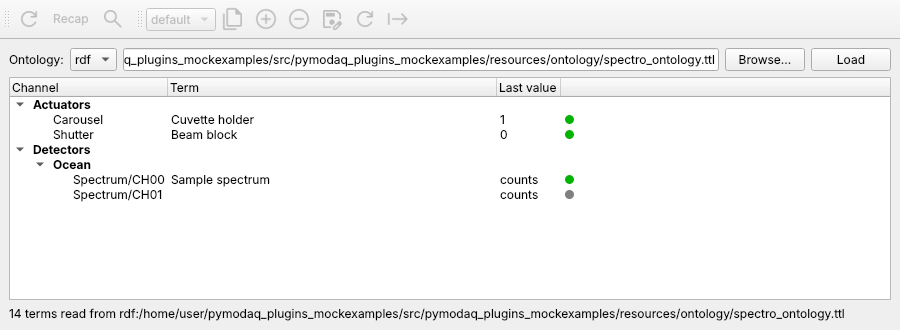 Recap default
Ontology: rdf q_plugins_mockexamples/src/pymodaq_plugins_mockexamples/resources/ontology/spectro_ontology.ttl Browse... Load
Channel Term Last value
Actuators
Carousel Cuvette holder 1
Shutter Beam block 0
Detectors
Ocean
Spectrum/CH00 Sample spectrum counts
Spectrum/CH01 counts
14 terms read from rdf:/home/user/pymodaq_plugins_mockexamples/src/pymodaq_plugins_mockexamples/resources/ontology/spectro_ontology.ttl